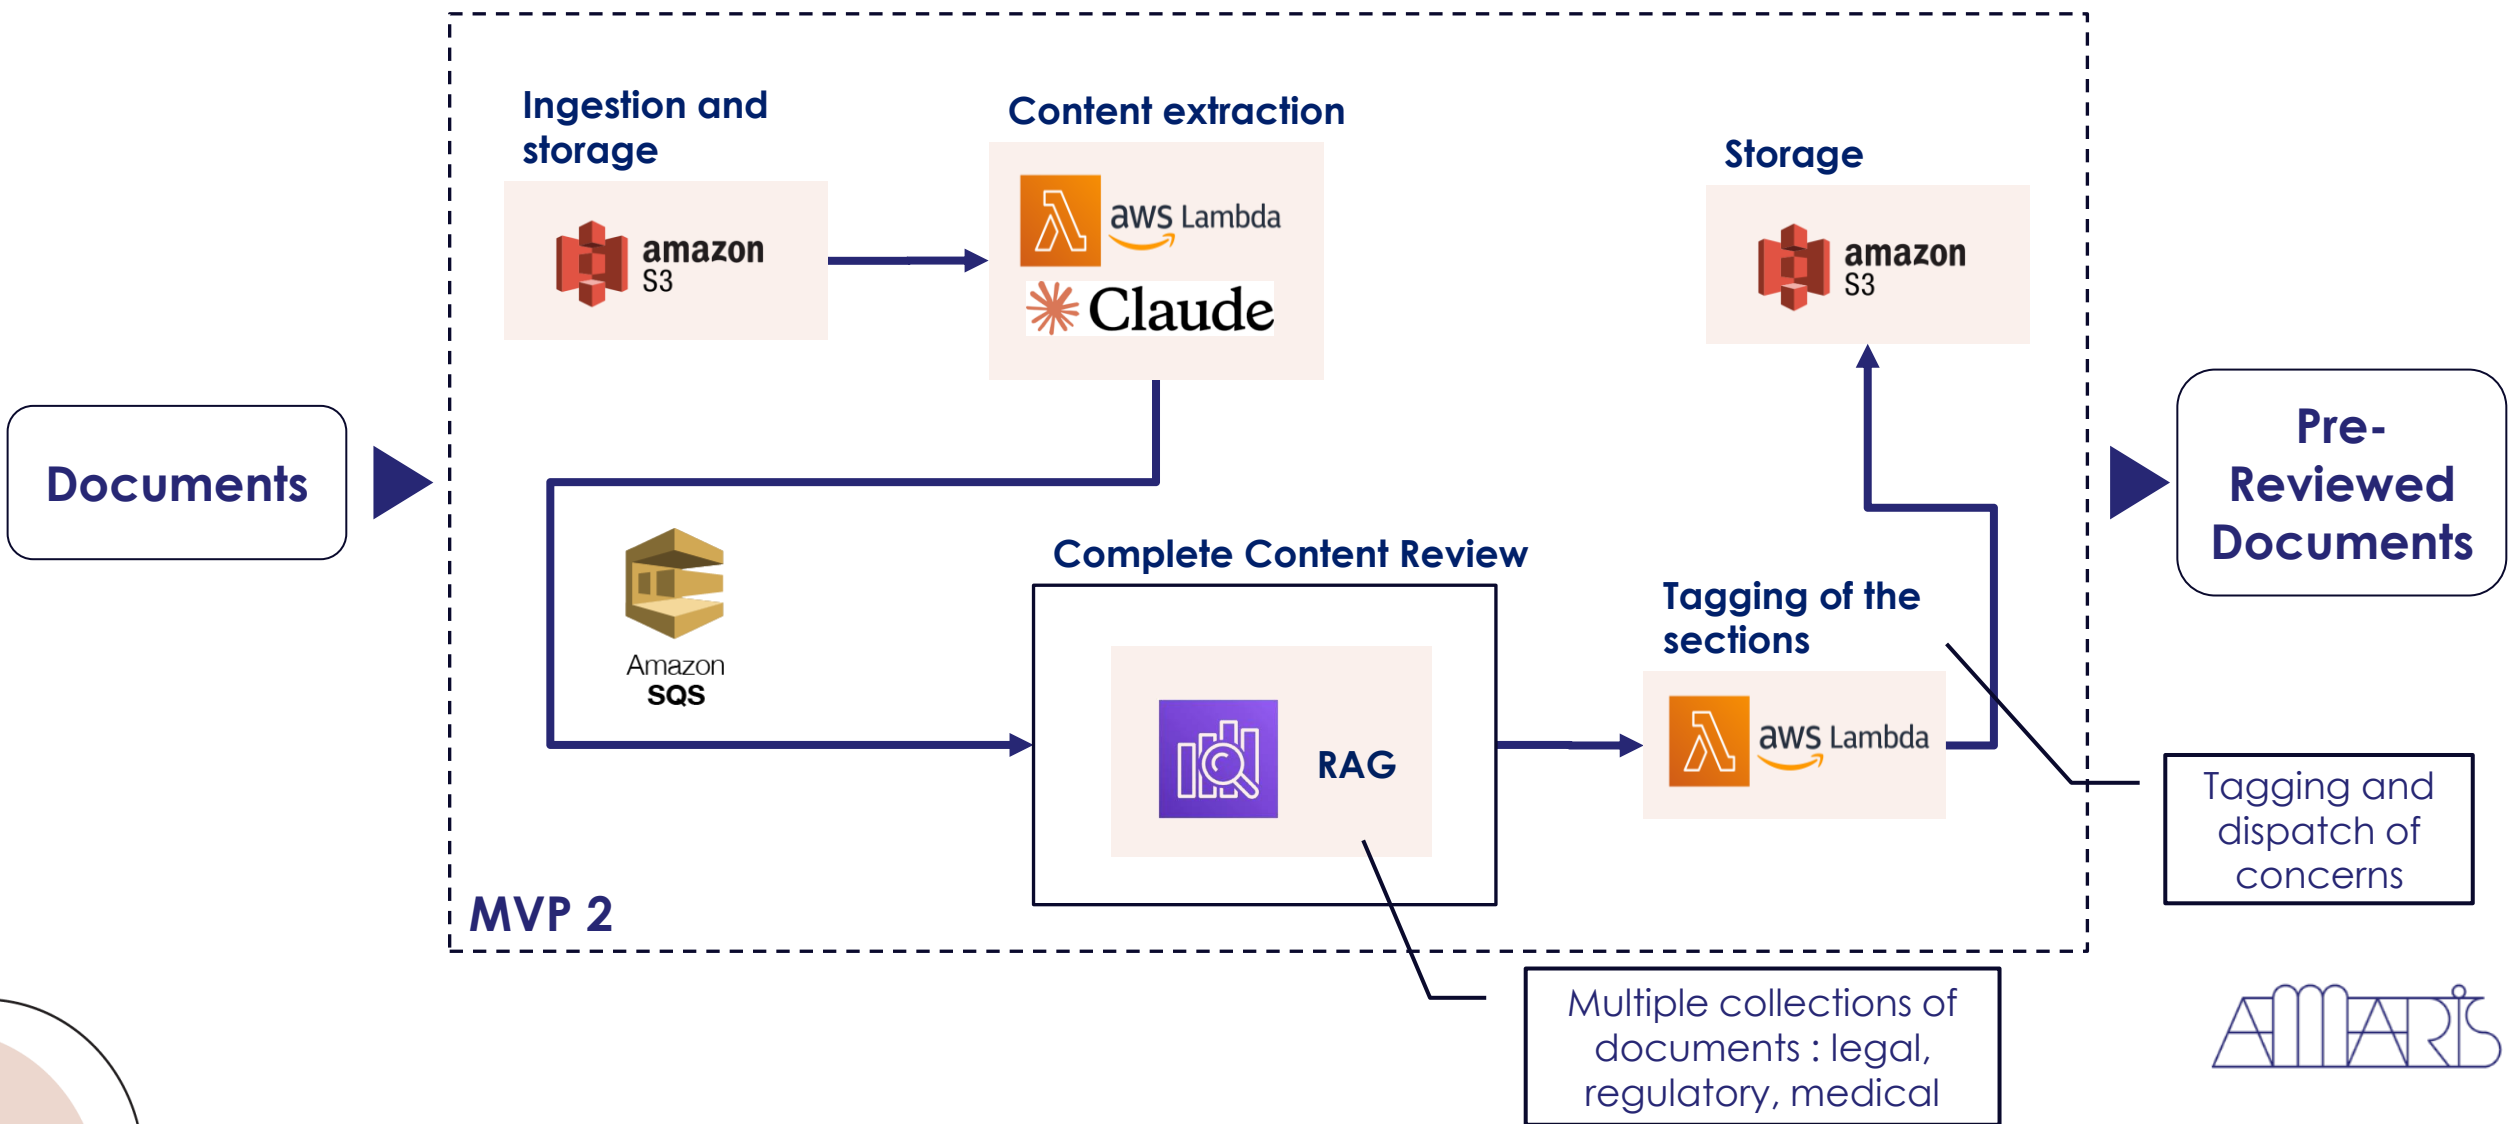 Documents
Ingestion and
storage
amazon
S3
Content extraction
aws Lambda
Claude
Storage
amazon
S3
Amazon
SQS
Complete Content Review
RAG
Tagging of the
sections
aws Lambda
MVP 2
Pre-
Reviewed
Documents
Tagging and
dispatch of
concerns
Multiple collections of
documents : legal,
regulatory, medical
AMARIS